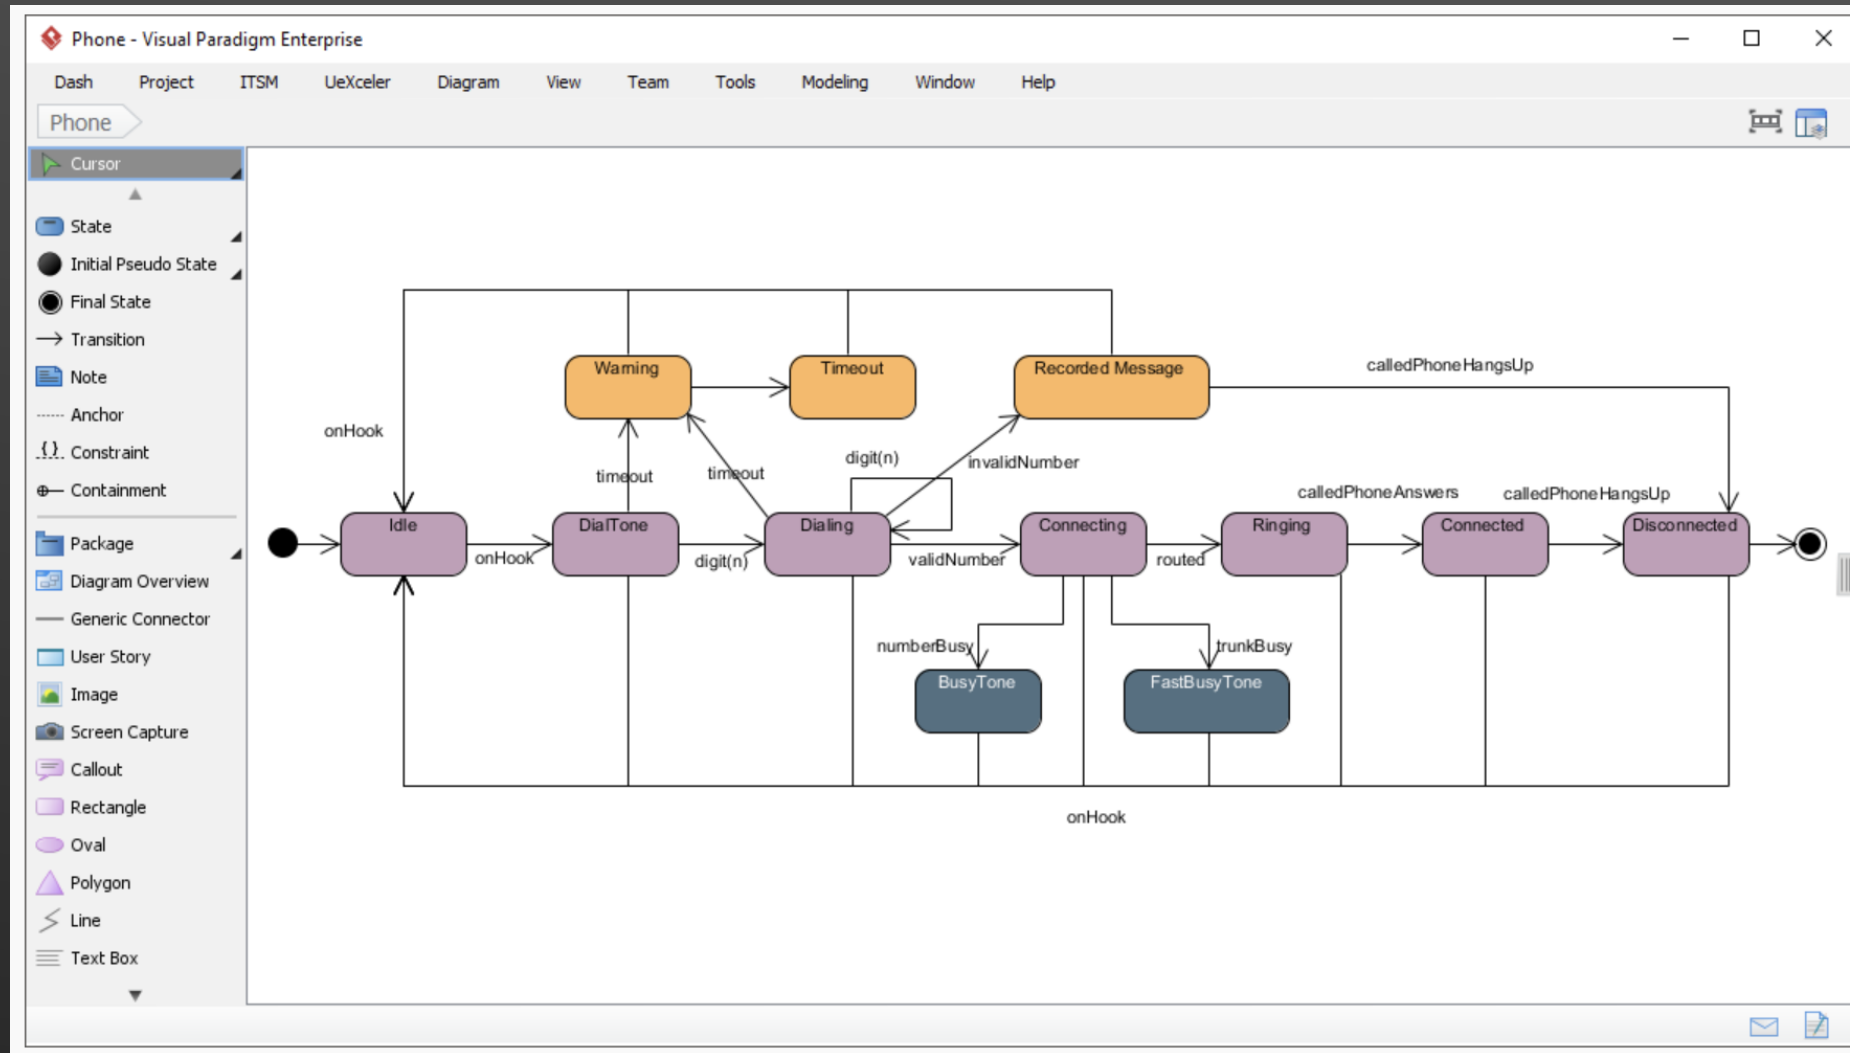 Phone - Visual Paradigm Enterprise
Dash Project ITSM UeXceler Diagram View Team Tools Modeling Window Help
Phone
Cursor
State
Initial Pseudo State
Final State
Transition
Note
Anchor
Constraint
Containment
Package
Diagram Overview
Generic Connector
User Story
Image
Screen Capture
Callout
Rectangle
Oval
Polygon
Line
Text Box
Warning
Timeout
Recorded Message
calledPhoneHangsUp
onHook
timeout
timeout
digit(n)
invalidNumber
calledPhoneAnswers
calledPhoneHangsUp
Idle
DialTone
Dialing
Connecting
Ringing
Connected
Disconnected
onHook
digit(n)
validNumber
routed
numberBusy
trunkBusy
BusyTone
FastBusyTone
onHook